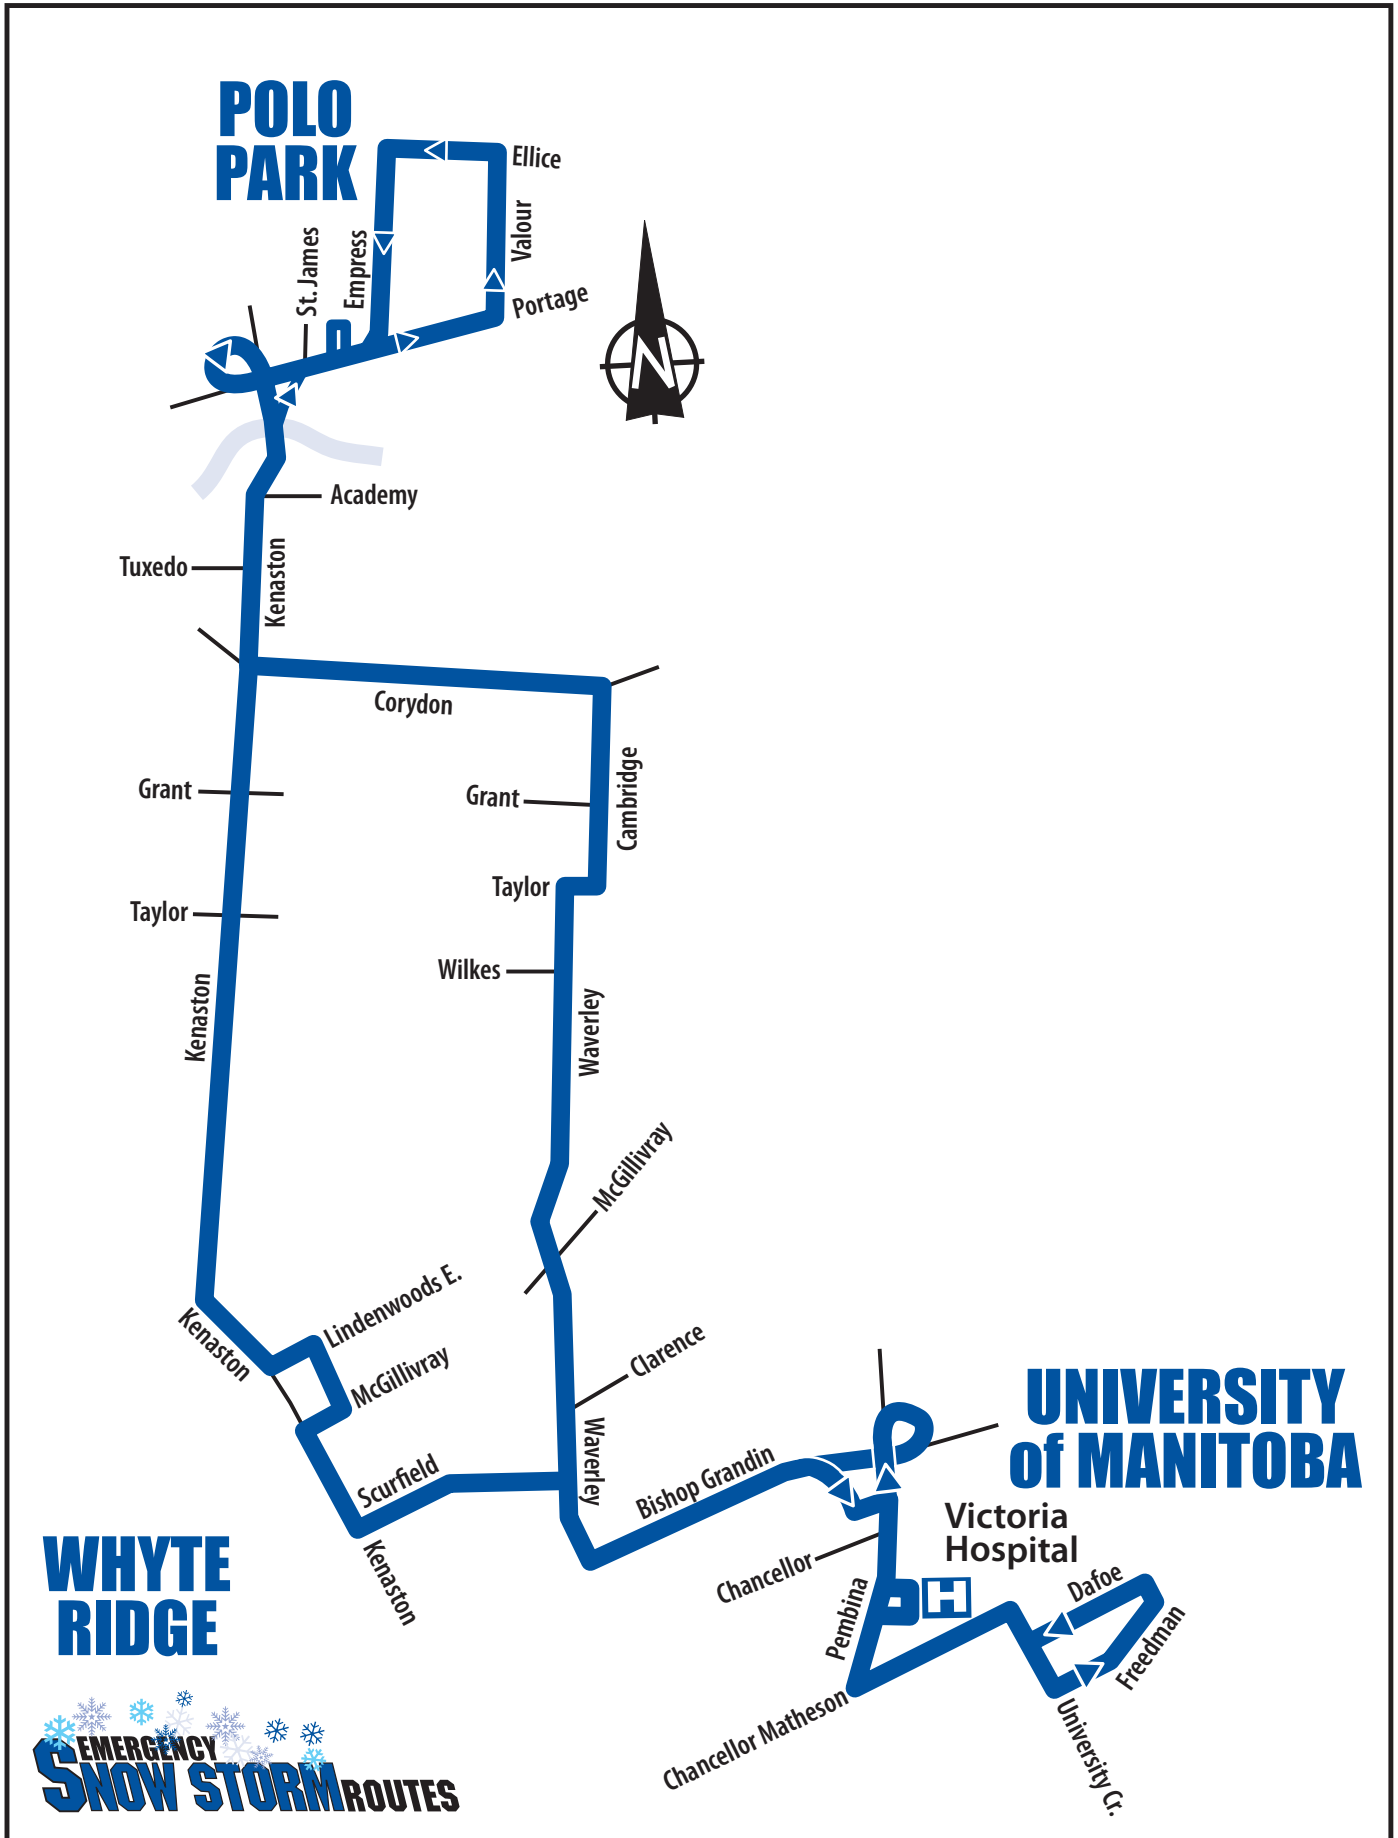 POLO
PARK
Ellice
Valour
St. James
Empress
Portage
N
Academy
Tuxedo
Kenaston
Corydon
Cambridge
Grant
Grant
Taylor
Taylor
Wilkes
Kenaston
Waverley
McGillivray
Lindenwoods E.
Kenaston
McGillivray
Clarence
Waverley
Scurfield
Bishop Grandin
UNIVERSITY
of MANITOBA
Victoria
Hospital
H
Kenaston
Chancellor
Pembina
Dafoe
Freedman
WHYTE
RIDGE
Chancellor Matheson
University Cr.
EMERGENCY
SNOW STORM ROUTES